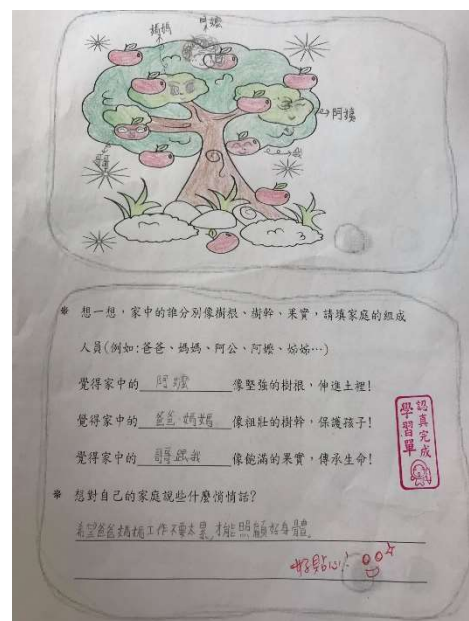 媽媽
阿嬤
阿嬤
我
哥哥
＊ 想一想，家中的誰分別像樹根、樹幹、果實，請填家庭的組成
人員(例如:爸爸、媽媽、阿公、阿嬤、姊姊…)
覺得家中的 阿嬤 像堅強的樹根，伸進土裡!
覺得家中的 爸爸、媽媽 像粗壯的樹幹，保護孩子!
覺得家中的 哥哥跟我 像飽滿的果實，傳承生命!
認真完成
學習單
＊ 想對自己的家庭說些什麼悄悄話?
希望爸爸媽媽工作不要太累,才能照顧好身體。
好貼心!